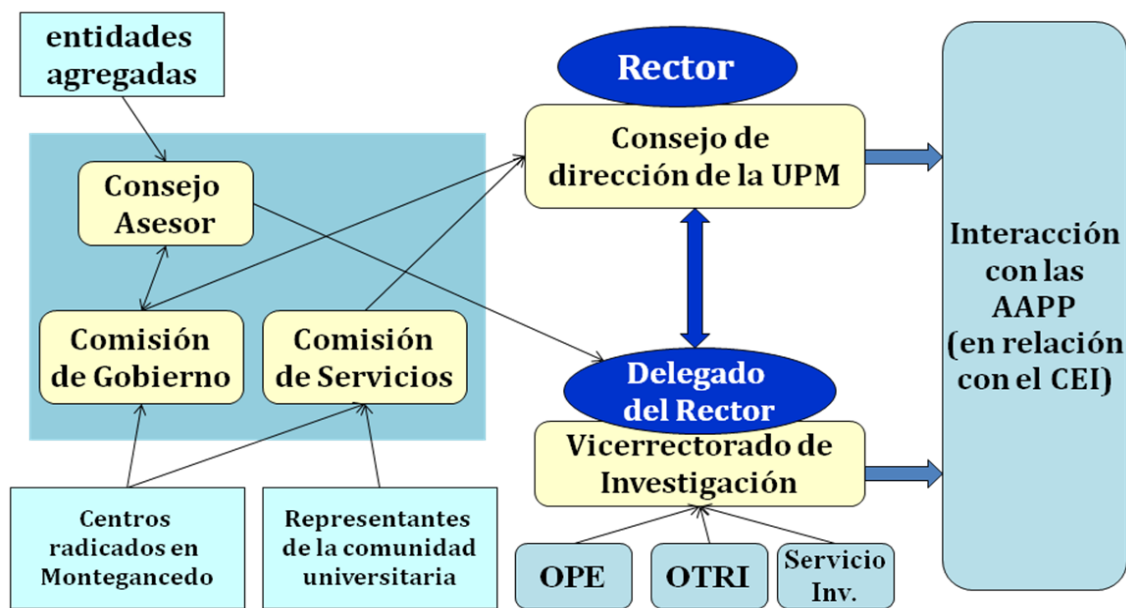 entidades
agregadas
Rector
Consejo de
dirección de la UPM
Consejo
Asesor
Interacción
con las
AAPP
(en relación
con el CEI)
Comisión
de Gobierno
Comisión
de Servicios
Delegado
del Rector
Vicerrectorado de
Investigación
Centros
radicados en
Montegancedo
Representantes
de la comunidad
universitaria
OPE
OTRI
Servicio
Inv.